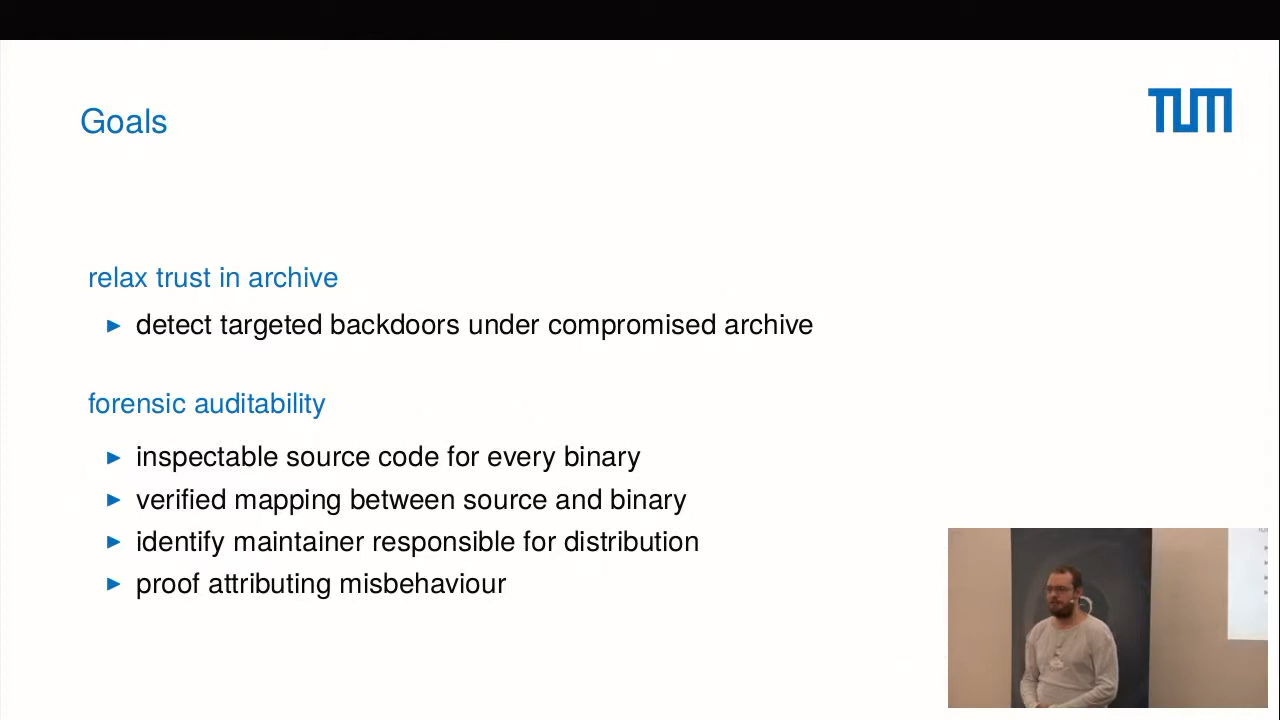 Goals
TUM
relax trust in archive
detect targeted backdoors under compromised archive
forensic auditability
inspectable source code for every binary
verified mapping between source and binary
identify maintainer responsible for distribution
proof attributing misbehaviour